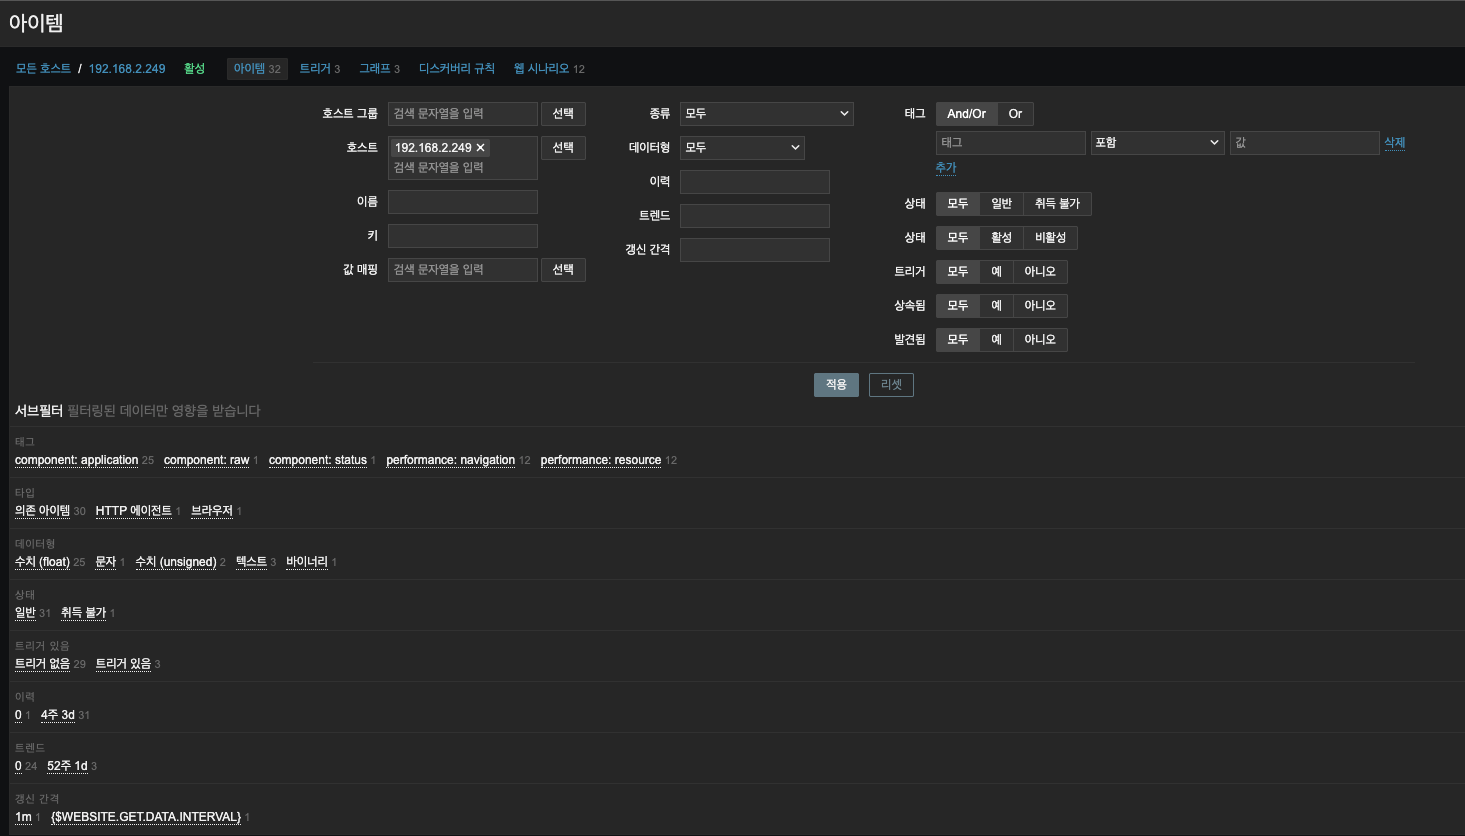 아이템
모든 호스트 / 192.168.2.249 활성 아이템 32 트리거 3 그래프 3 디스커버리 규칙 웹 시나리오 12
호스트 그룹 검색 문자열을 입력 선택
호스트 192.168.2.249 ✕ 선택
검색 문자열을 입력
이름
키
값 매핑 검색 문자열을 입력 선택
종류 모두
데이터형 모두
이력
트렌드
갱신 간격
태그 And/Or Or
태그 포함 값 삭제
추가
상태 모두 일반 취득 불가
상태 모두 활성 비활성
트리거 모두 예 아니오
상속됨 모두 예 아니오
발견됨 모두 예 아니오
적용 리셋
서브필터 필터링된 데이터만 영향을 받습니다
태그
component: application 25 component: raw 1 component: status 1 performance: navigation 12 performance: resource 12
타입
의존 아이템 30 HTTP 에이전트 1 브라우저 1
데이터형
수치 (float) 25 문자 1 수치 (unsigned) 2 텍스트 3 바이너리 1
상태
일반 31 취득 불가 1
트리거 있음
트리거 없음 29 트리거 있음 3
이력
0 1 4주 3d 31
트렌드
0 24 52주 1d 3
갱신 간격
1m 1 {$WEBSITE.GET.DATA.INTERVAL} 1